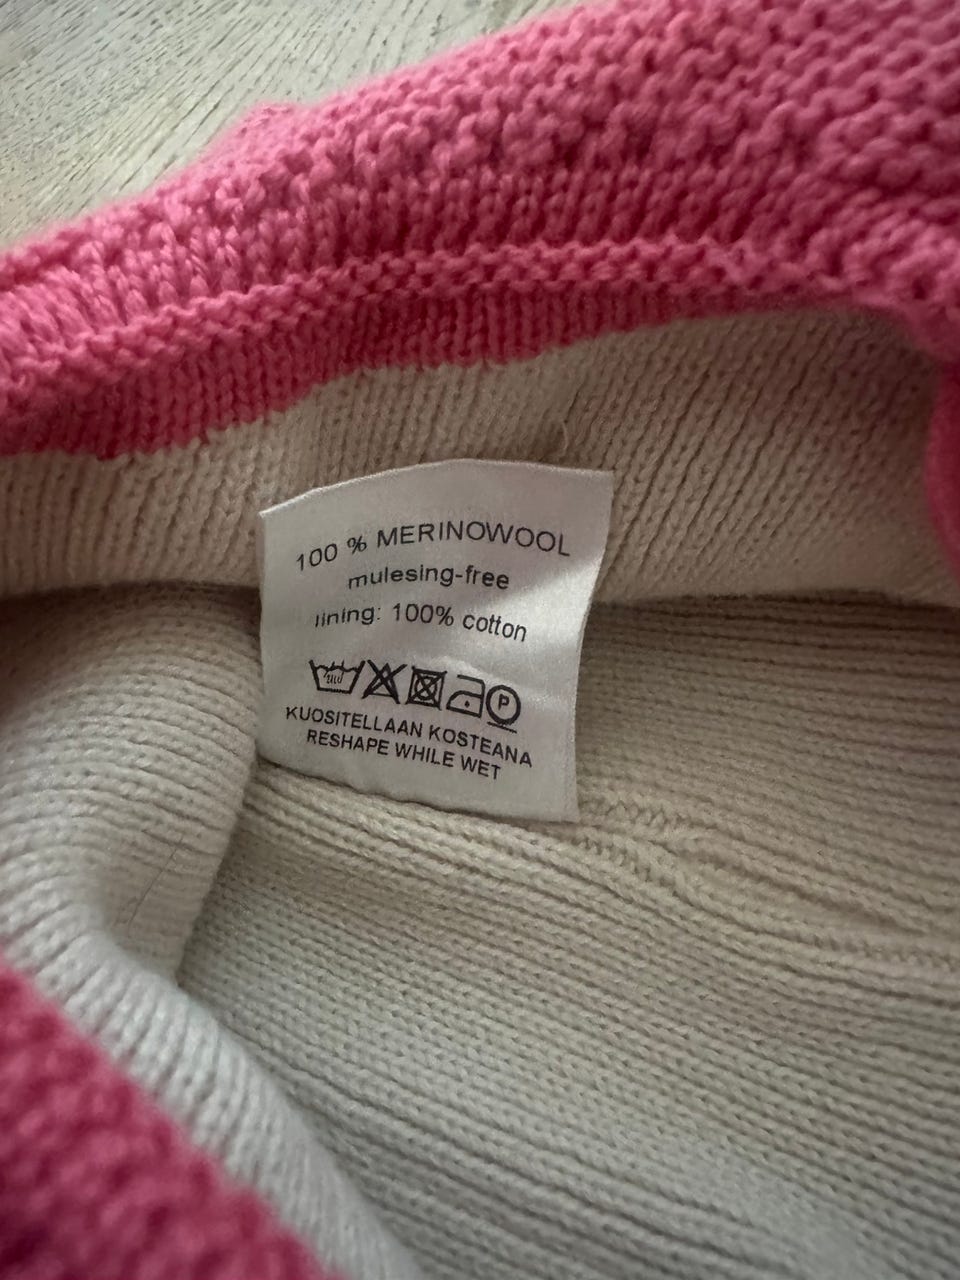 100 % MERINOWOOL
mulesing-free
lining: 100% cotton
P
KUOSITELLAAN KOSTEANA
RESHAPE WHILE WET